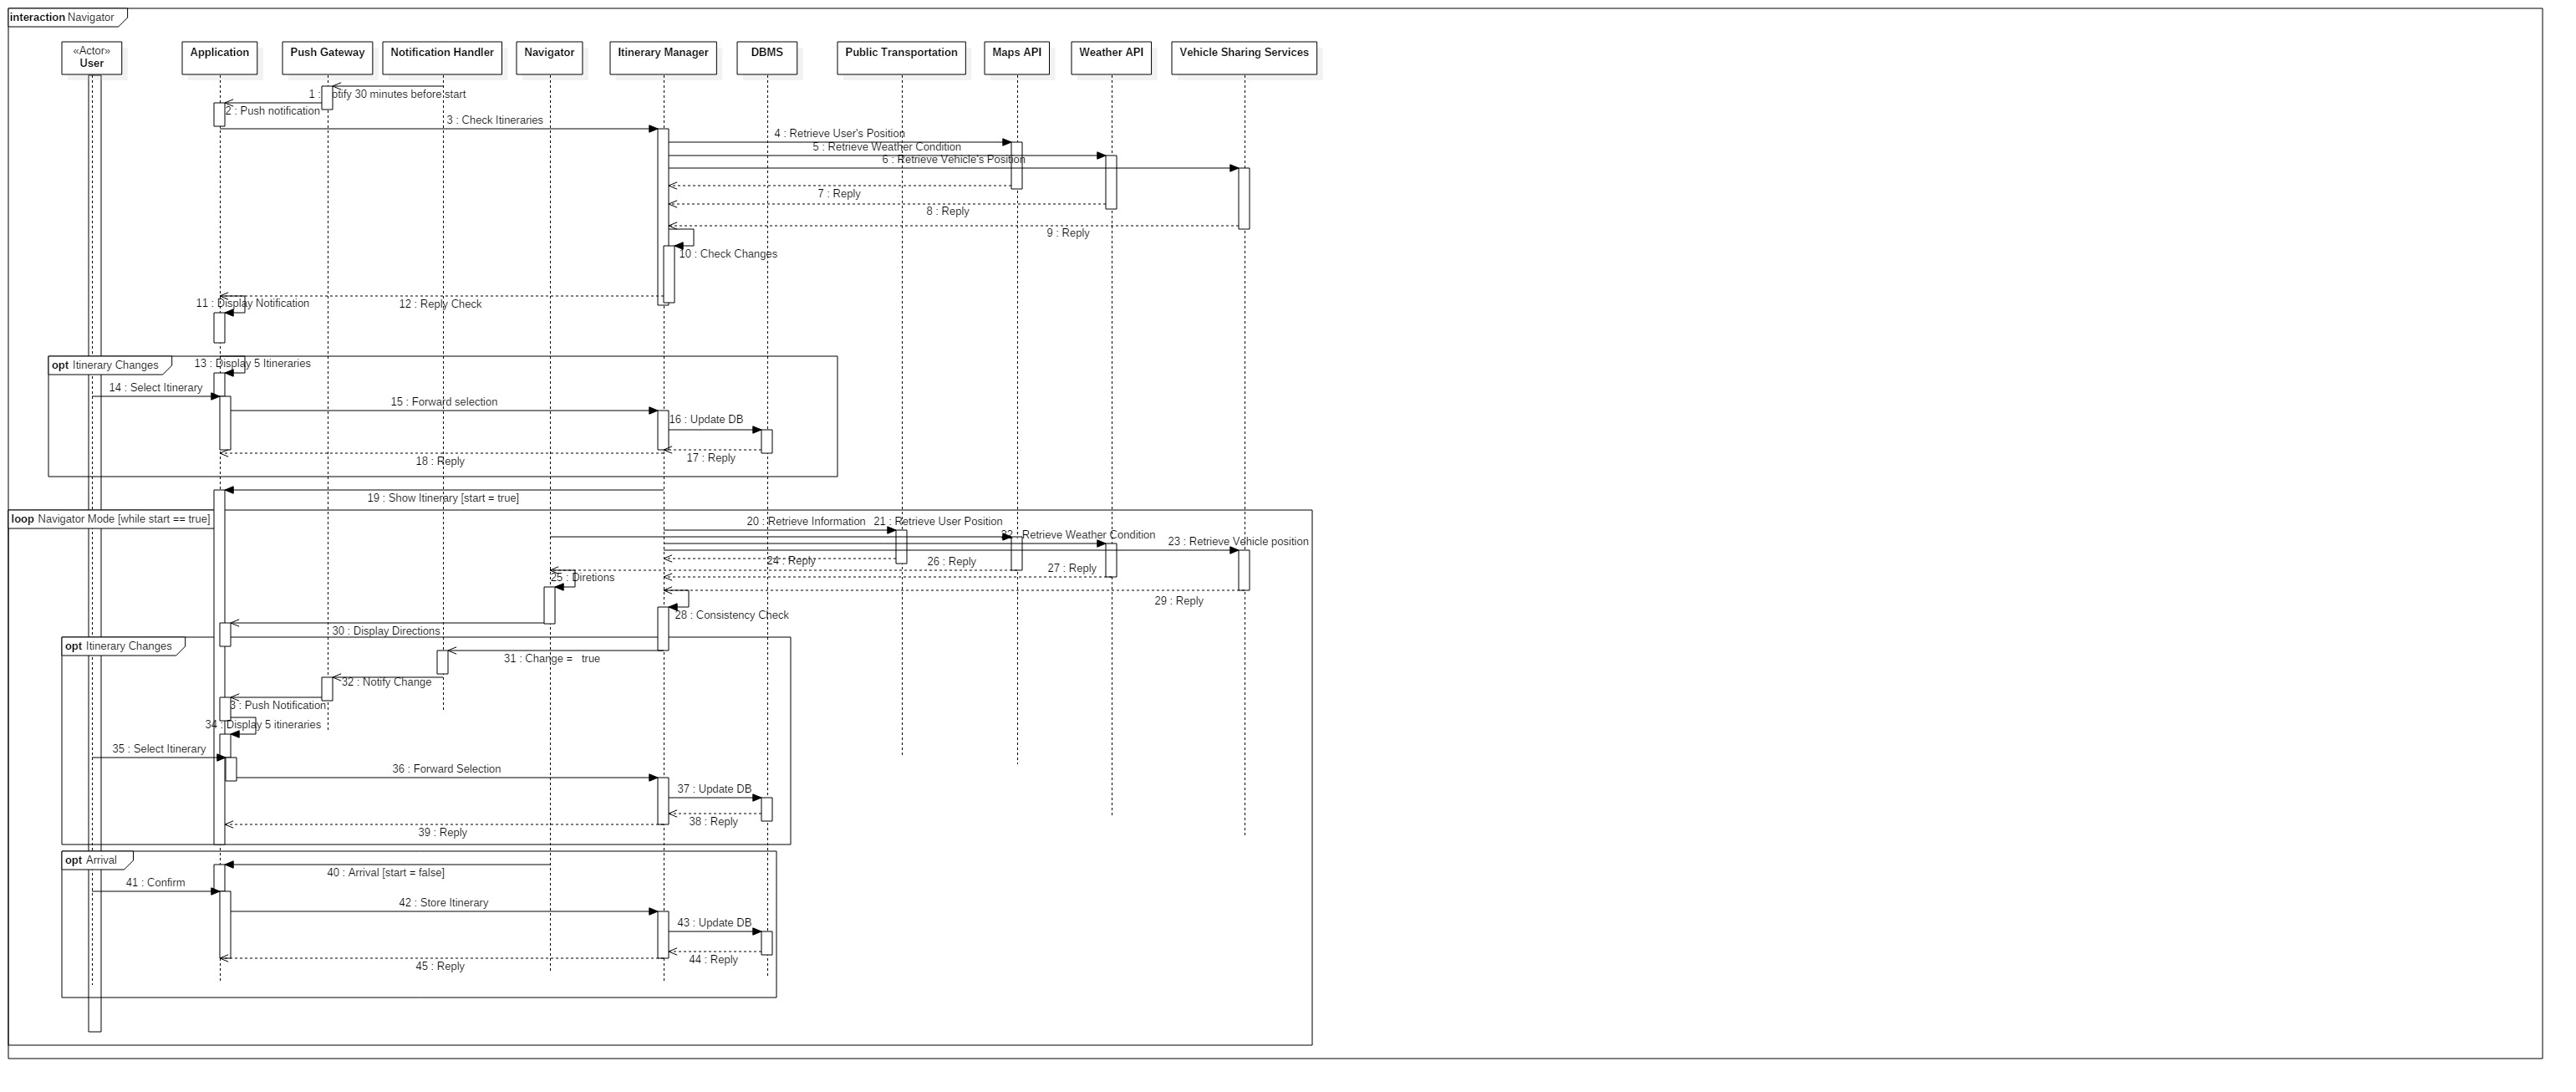 interaction Navigator
«Actor»
User
Application
Push Gateway
Notification Handler
Navigator
Itinerary Manager
DBMS
Public Transportation
Maps API
Weather API
Vehicle Sharing Services
1 : otify 30 minutes before start
2 : Push notification
3 : Check Itineraries
4 : Retrieve User's Position
5 : Retrieve Weather Condition
6 : Retrieve Vehicle's Position
7 : Reply
8 : Reply
9 : Reply
10 : Check Changes
11 : Display Notification
12 : Reply Check
opt Itinerary Changes
13 : Display 5 Itineraries
14 : Select Itinerary
15 : Forward selection
16 : Update DB
17 : Reply
18 : Reply
19 : Show Itinerary [start = true]
loop Navigator Mode [while start == true]
20 : Retrieve Information
21 : Retrieve User Position
22 : Retrieve Weather Condition
23 : Retrieve Vehicle position
24 : Reply
26 : Reply
27 : Reply
25 : Diretions
29 : Reply
28 : Consistency Check
30 : Display Directions
opt Itinerary Changes
31 : Change = true
32 : Notify Change
3 : Push Notification
34 : Display 5 itineraries
35 : Select Itinerary
36 : Forward Selection
37 : Update DB
38 : Reply
39 : Reply
opt Arrival
40 : Arrival [start = false]
41 : Confirm
42 : Store Itinerary
43 : Update DB
44 : Reply
45 : Reply